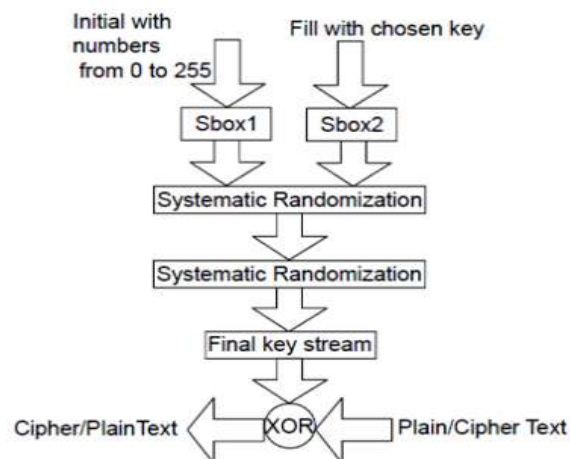 Initial with
numbers
from 0 to 255
Fill with chosen key
Sbox1
Sbox2
Systematic Randomization
Systematic Randomization
Final key stream
Cipher/PlainText
XOR
Plain/Cipher Text